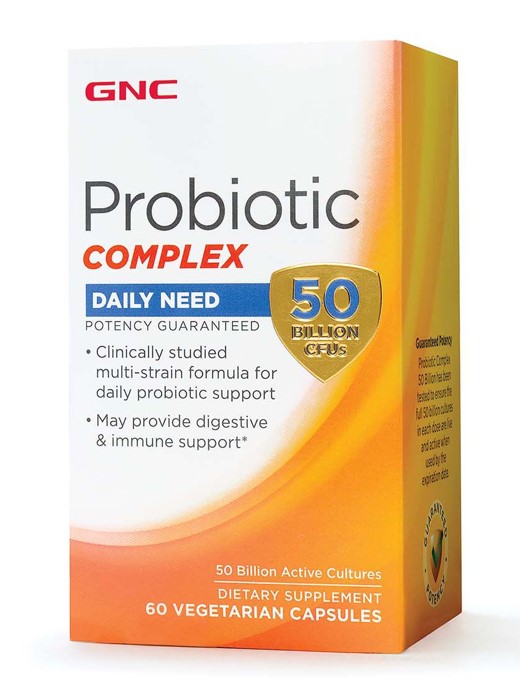 GNC
Probiotic
COMPLEX
DAILY NEED
POTENCY GUARANTEED
50
BILLION
CFUs
• Clinically studied
multi-strain formula for
daily probiotic support
• May provide digestive
& immune support*
50 Billion Active Cultures
DIETARY SUPPLEMENT
60 VEGETARIAN CAPSULES
Guaranteed Potency
Probiotic Complex
50 Billion has been
tested to ensure the
full 50 billion cultures
in each dose are live
and active when
used by the
expiration date.
GUARANTEED
POTENCY